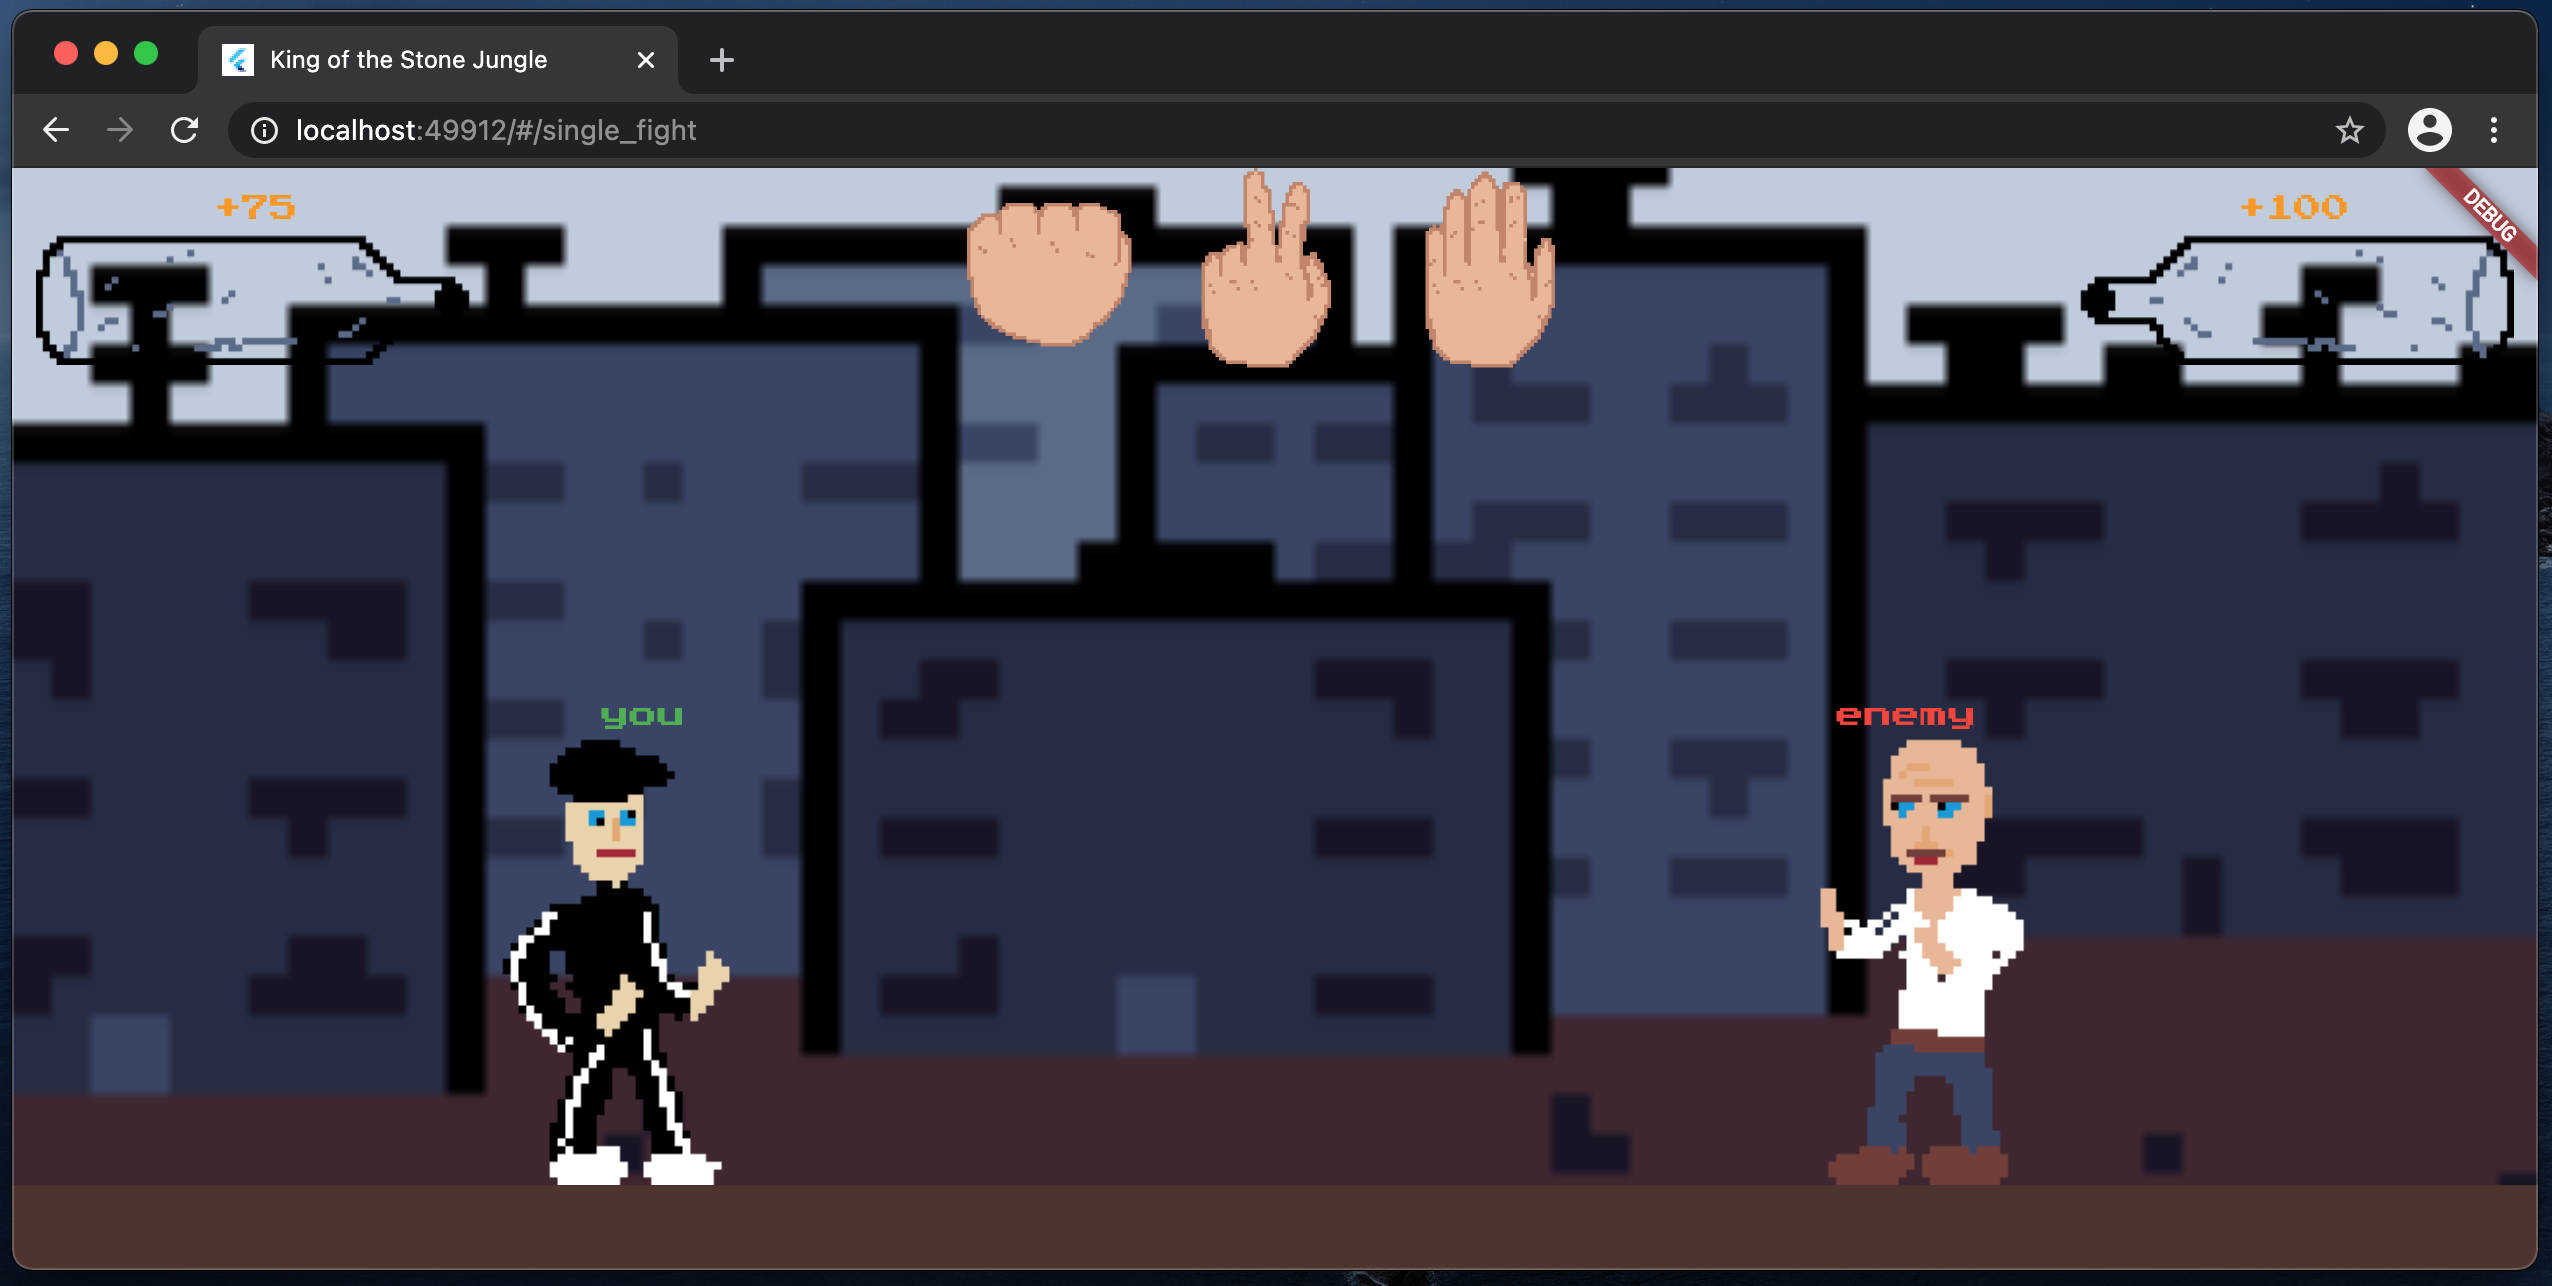 King of the Stone Jungle
localhost:49912/#/single_fight
+75
+100
DEBUG
you
enemy